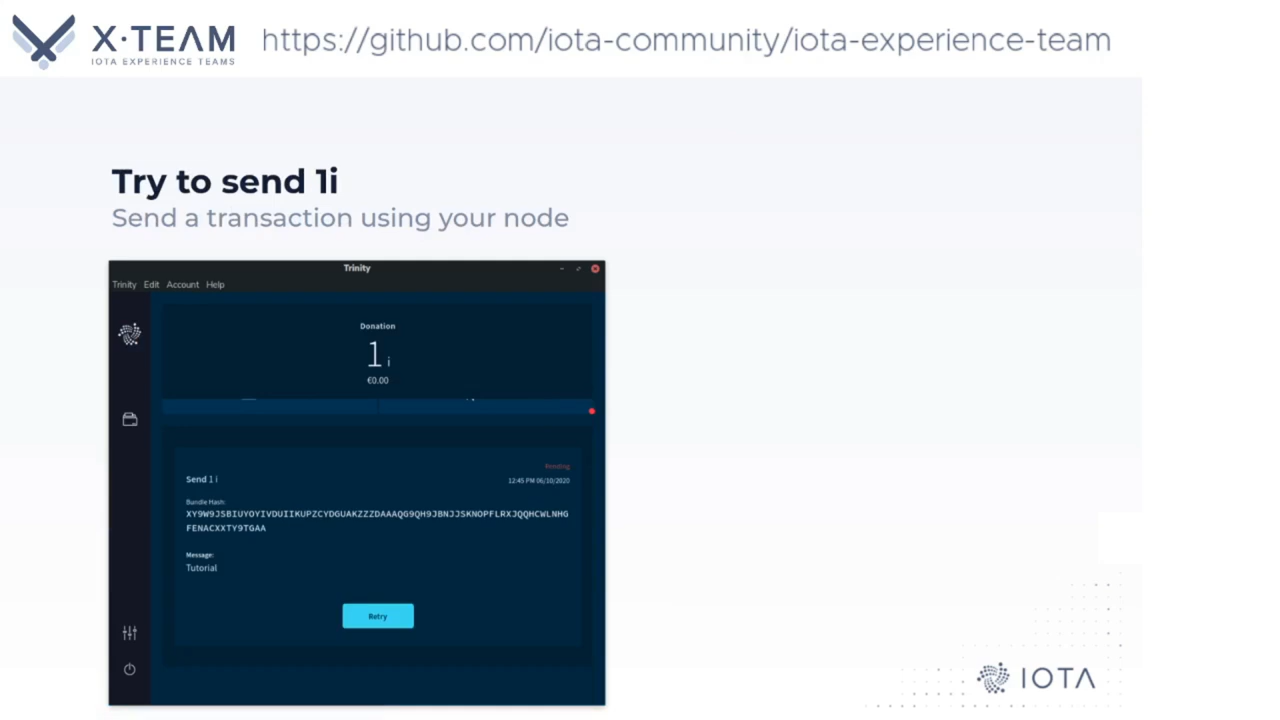 X·TEAM
IOTA EXPERIENCE TEAMS
https://github.com/iota-community/iota-experience-team
Try to send 1i
Send a transaction using your node
Trinity
Trinity Edit Account Help
Donation
1 i
€0.00
Pending
Send 1 i
12:45 PM 06/10/2020
Bundle Hash:
XY9W9JSBIUYOYIVDUIIKUPZCYDGUAKZZZDAAAQG9QH9JBNJJSKNOPFLRXJQQHCWLNHG
FENACXXTY9TGAA
Message:
Tutorial
Retry
IOTA